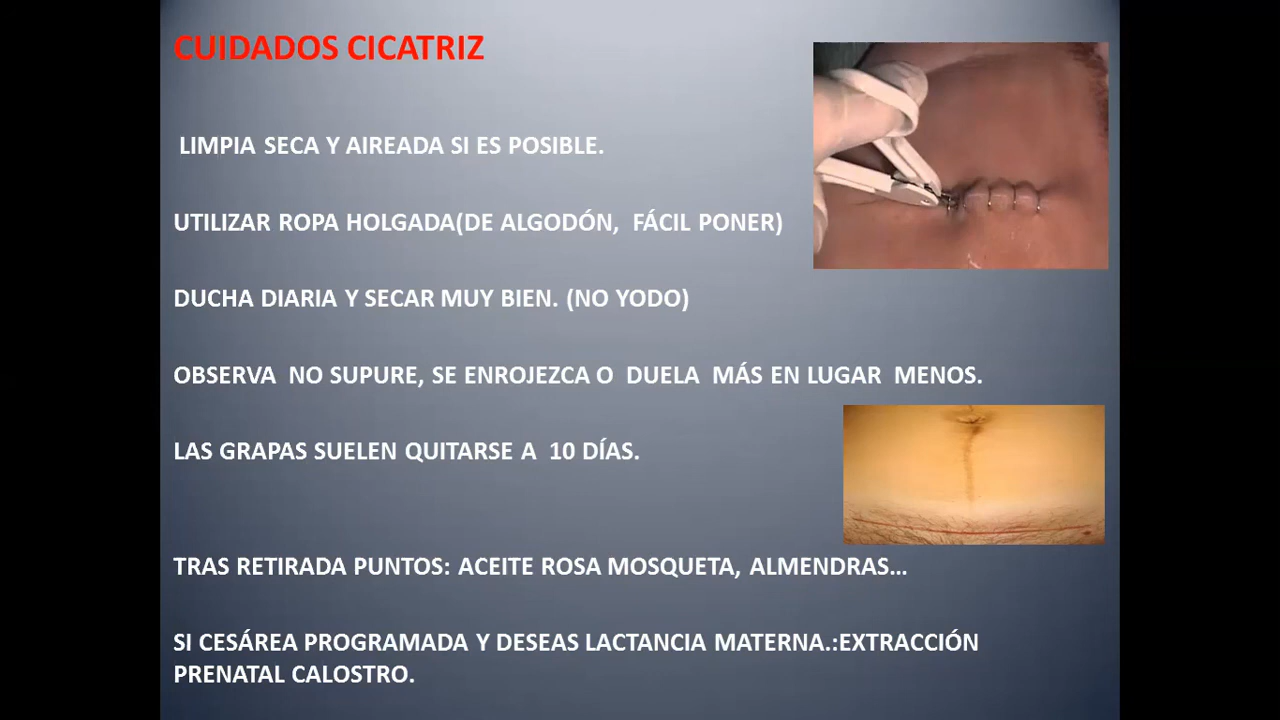 CUIDADOS CICATRIZ
LIMPIA SECA Y AIREADA SI ES POSIBLE.
UTILIZAR ROPA HOLGADA(DE ALGODÓN, FÁCIL PONER)
DUCHA DIARIA Y SECAR MUY BIEN. (NO YODO)
OBSERVA NO SUPURE, SE ENROJEZCA O DUELA MÁS EN LUGAR MENOS.
LAS GRAPAS SUELEN QUITARSE A 10 DÍAS.
TRAS RETIRADA PUNTOS: ACEITE ROSA MOSQUETA, ALMENDRAS...
SI CESÁREA PROGRAMADA Y DESEAS LACTANCIA MATERNA.:EXTRACCIÓN
PRENATAL CALOSTRO.